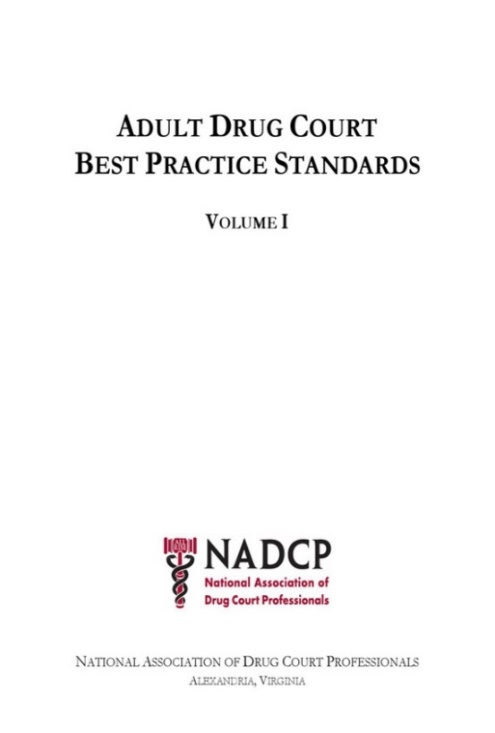 ADULT DRUG COURT
BEST PRACTICE STANDARDS
VOLUME I
NADCP
National Association of
Drug Court Professionals
NATIONAL ASSOCIATION OF DRUG COURT PROFESSIONALS
ALEXANDRIA, VIRGINIA